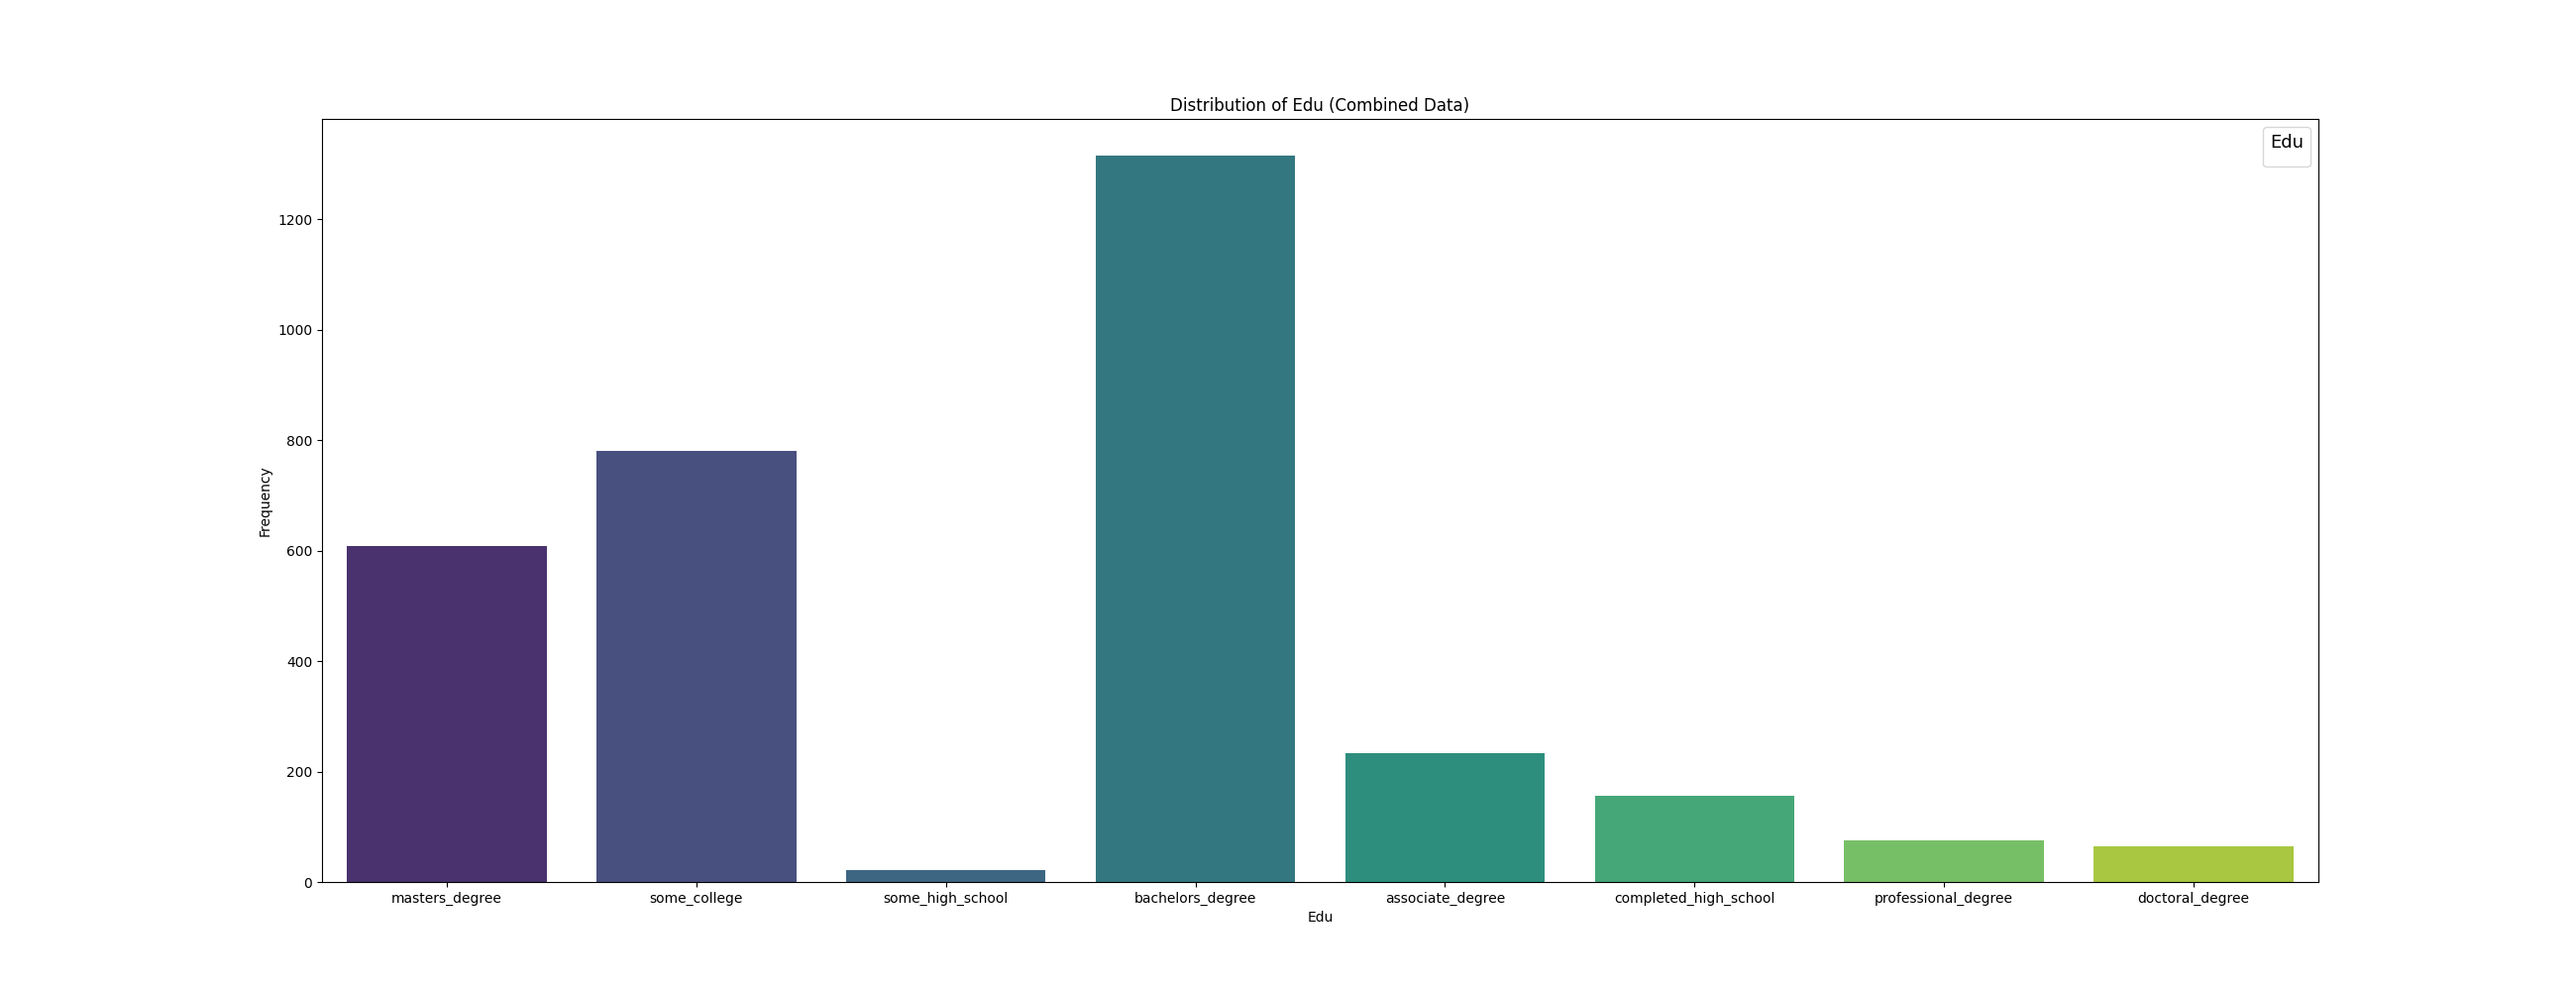 Distribution of Edu (Combined Data)
Edu
1200
1000
800
600
400
200
0
Frequency
masters_degree some_college some_high_school bachelors_degree associate_degree completed_high_school professional_degree doctoral_degree
Edu